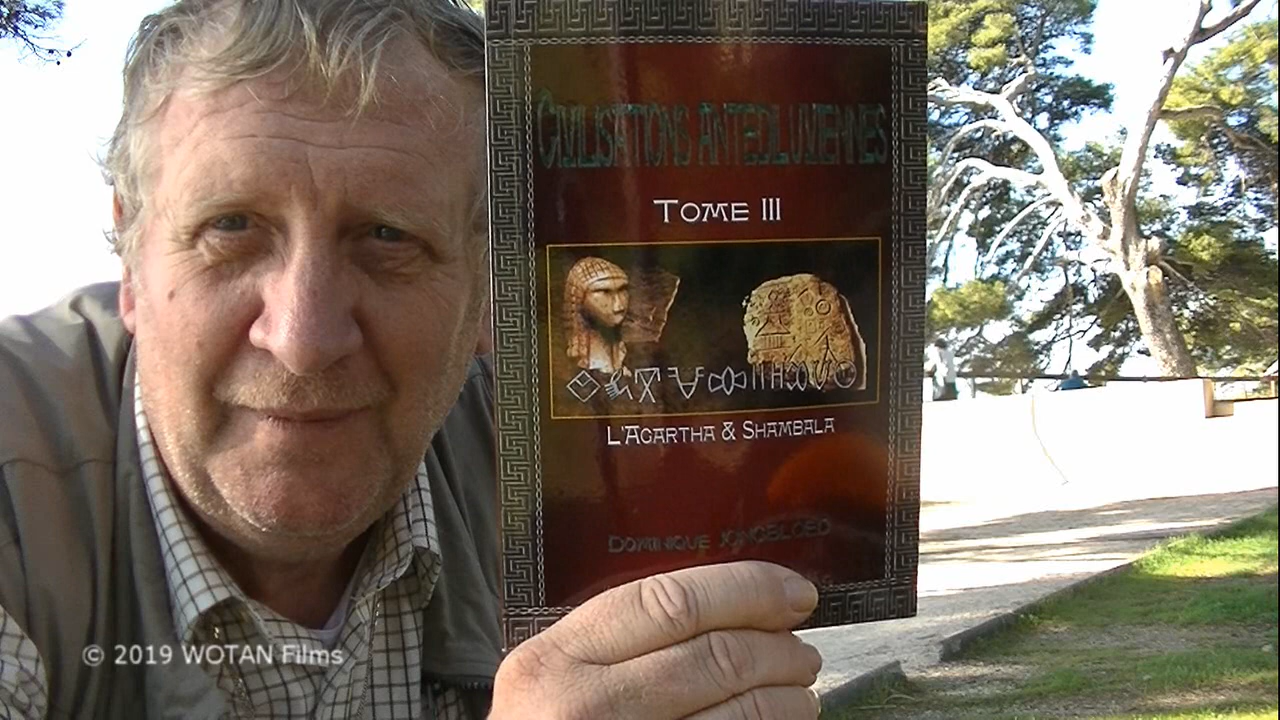 CIVILISATIONS ANTEDILUVIENNES
TOME III
L'AGARTHA & SHAMBALA
DOMINIQUE JONGBLOED
© 2019 WOTAN Films